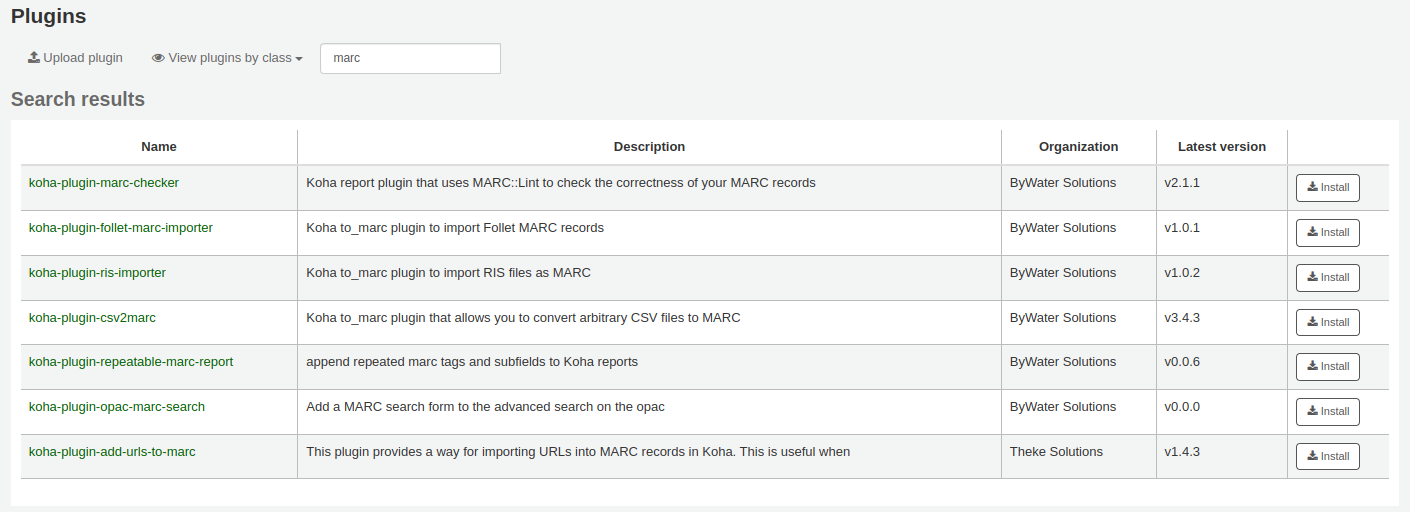 Plugins
Upload plugin View plugins by class marc
Search results
Name Description Organization Latest version
koha-plugin-marc-checker Koha report plugin that uses MARC::Lint to check the correctness of your MARC records ByWater Solutions v2.1.1 Install
koha-plugin-follet-marc-importer Koha to_marc plugin to import Follet MARC records ByWater Solutions v1.0.1 Install
koha-plugin-ris-importer Koha to_marc plugin to import RIS files as MARC ByWater Solutions v1.0.2 Install
koha-plugin-csv2marc Koha to_marc plugin that allows you to convert arbitrary CSV files to MARC ByWater Solutions v3.4.3 Install
koha-plugin-repeatable-marc-report append repeated marc tags and subfields to Koha reports ByWater Solutions v0.0.6 Install
koha-plugin-opac-marc-search Add a MARC search form to the advanced search on the opac ByWater Solutions v0.0.0 Install
koha-plugin-add-urls-to-marc This plugin provides a way for importing URLs into MARC records in Koha. This is useful when Theke Solutions v1.4.3 Install